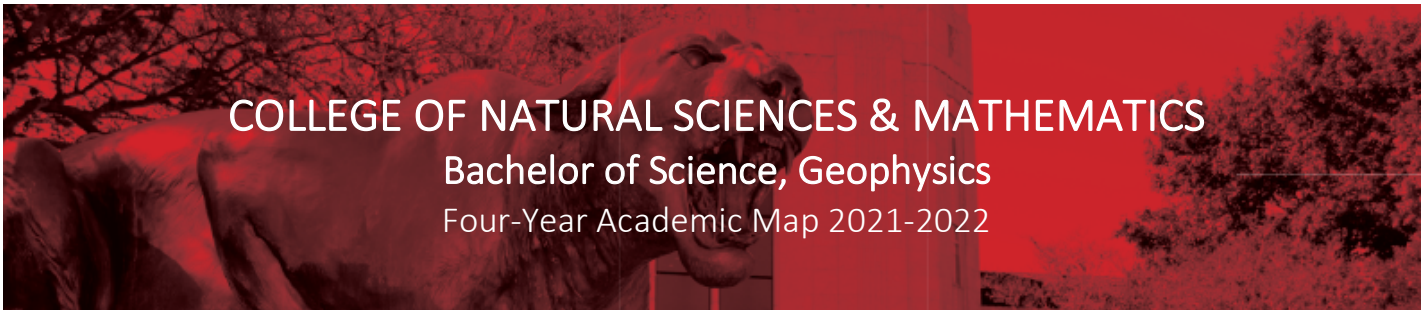 COLLEGE OF NATURAL SCIENCES & MATHEMATICS
Bachelor of Science, Geophysics
Four-Year Academic Map 2021-2022